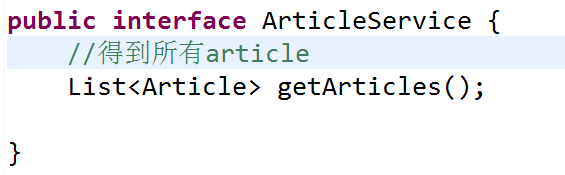 public interface ArticleService {
//得到所有article
List<Article> getArticles();
}